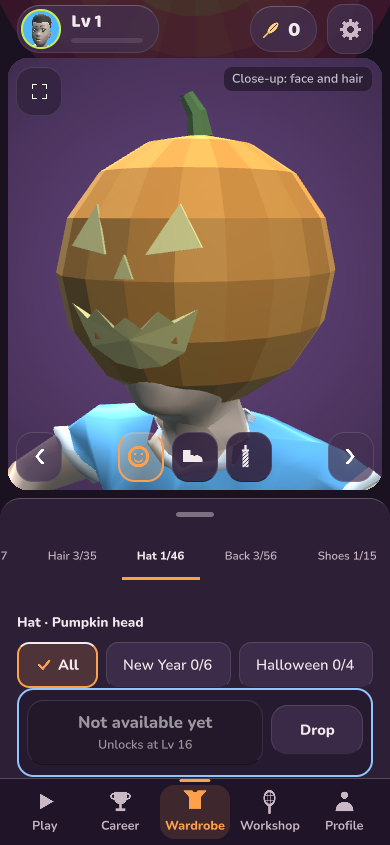 Lv 1
0
Close-up: face and hair
7
Hair 3/35
Hat 1/46
Back 3/56
Shoes 1/15
Hat · Pumpkin head
All
New Year 0/6
Halloween 0/4
Not available yet
Unlocks at Lv 16
Drop
Play
Career
Wardrobe
Workshop
Profile